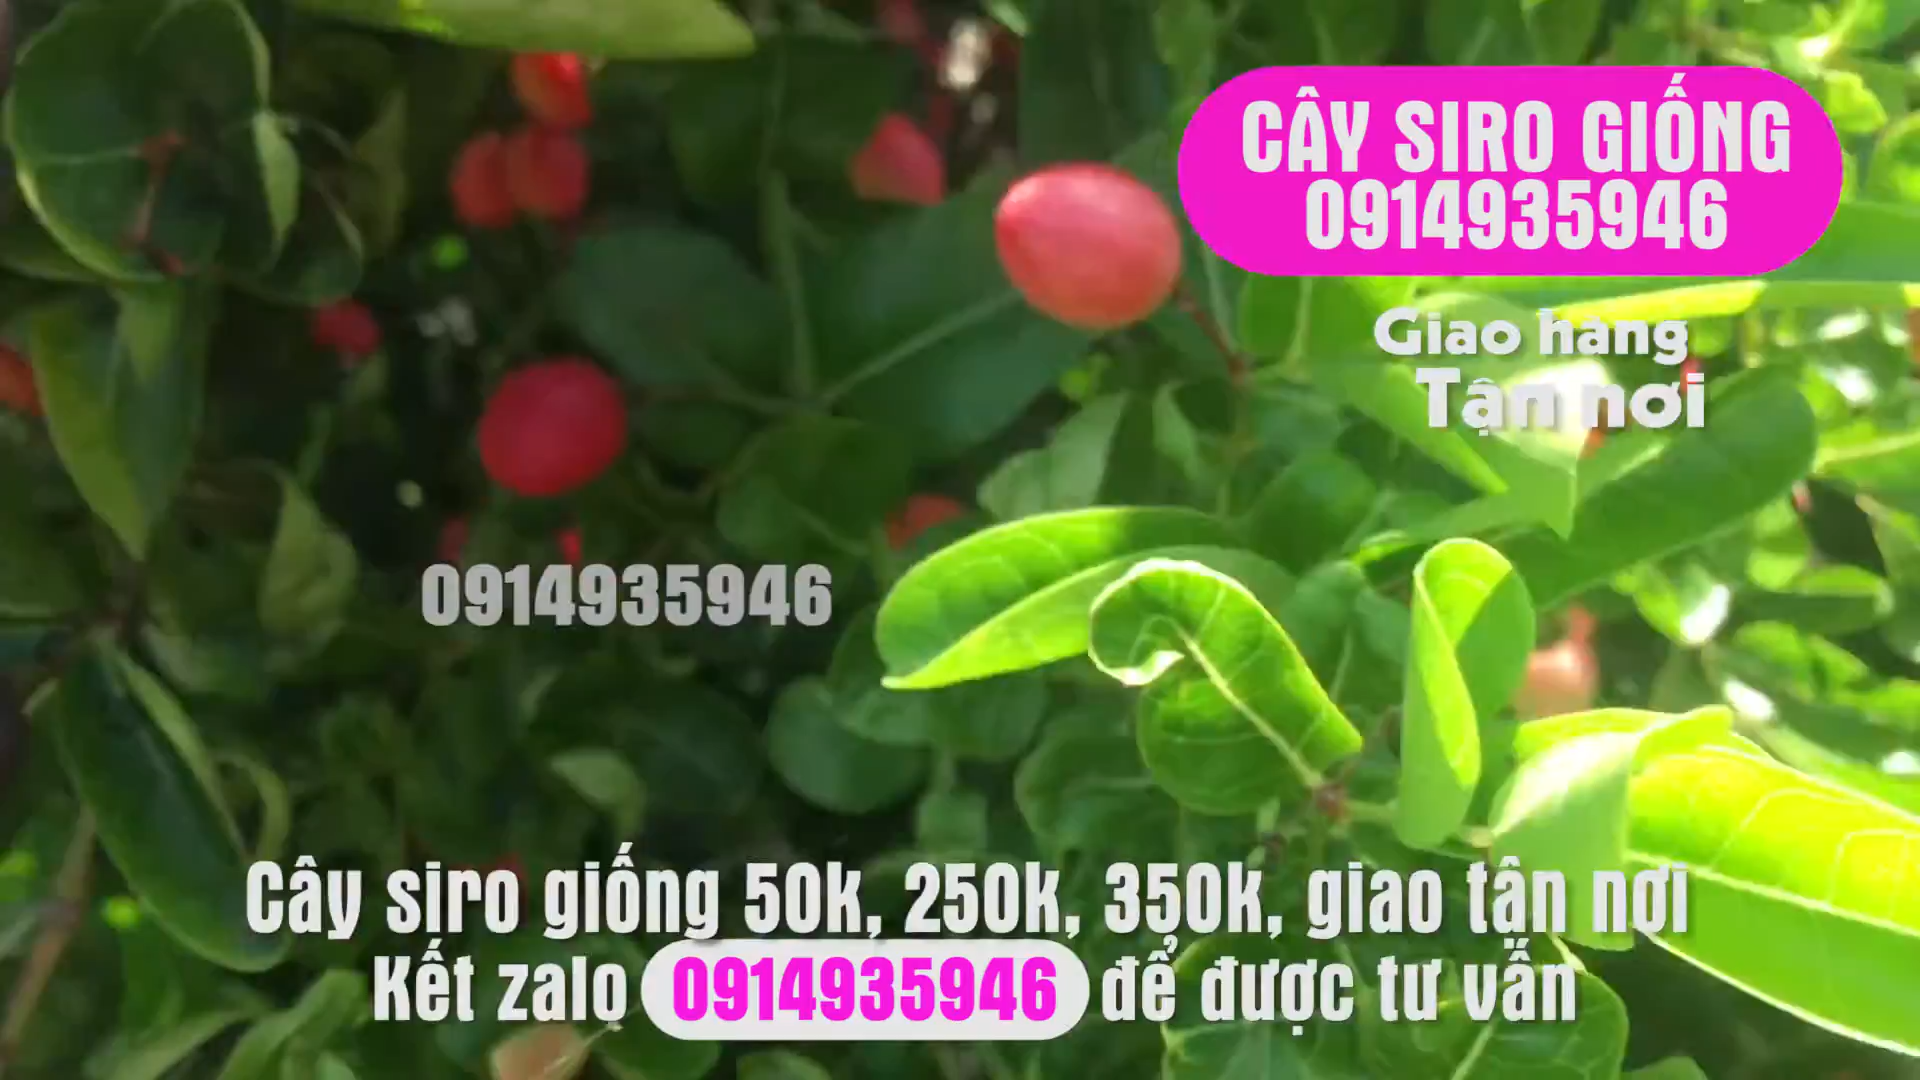 CÂY SIRO GIỐNG
0914935946
Giao hàng
Tận nơi
0914935946
Cây siro giống 50k, 250k, 350k, giao tận nơi
Kết zalo 0914935946 để được tư vấn